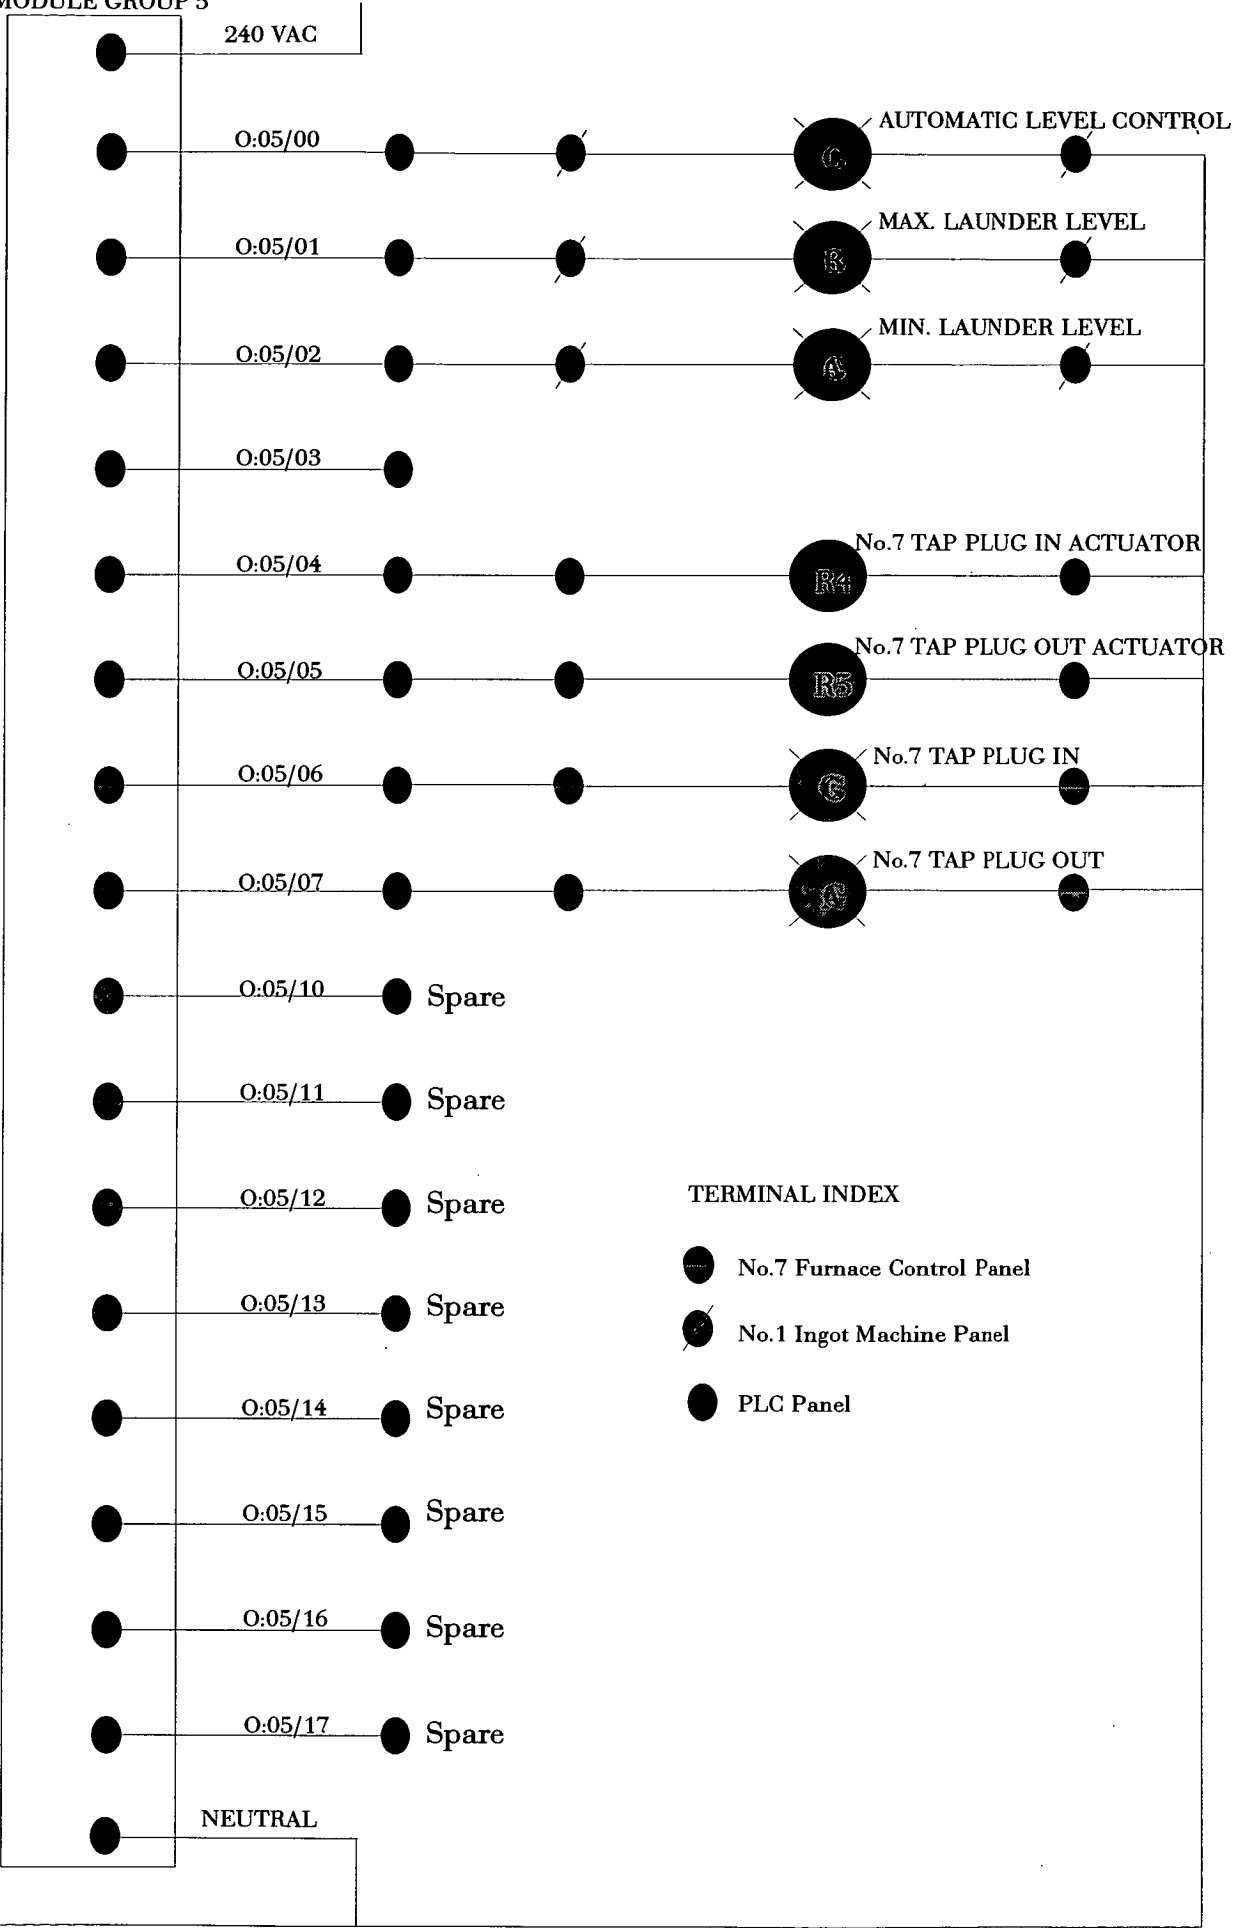 MODULE GROUP 5
240 VAC
O:05/00
AUTOMATIC LEVEL CONTROL
G
O:05/01
MAX. LAUNDER LEVEL
R
O:05/02
MIN. LAUNDER LEVEL
A
O:05/03
O:05/04
No.7 TAP PLUG IN ACTUATOR
R4
O:05/05
No.7 TAP PLUG OUT ACTUATOR
R5
O:05/06
No.7 TAP PLUG IN
G
O:05/07
No.7 TAP PLUG OUT
O:05/10 Spare
O:05/11 Spare
O:05/12 Spare
O:05/13 Spare
O:05/14 Spare
O:05/15 Spare
O:05/16 Spare
O:05/17 Spare
NEUTRAL
TERMINAL INDEX
No.7 Furnace Control Panel
No.1 Ingot Machine Panel
PLC Panel